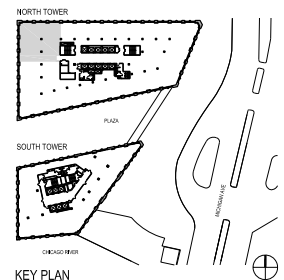 NORTH TOWER
PLAZA
SOUTH TOWER
MICHIGAN AVE
CHICAGO RIVER
KEY PLAN